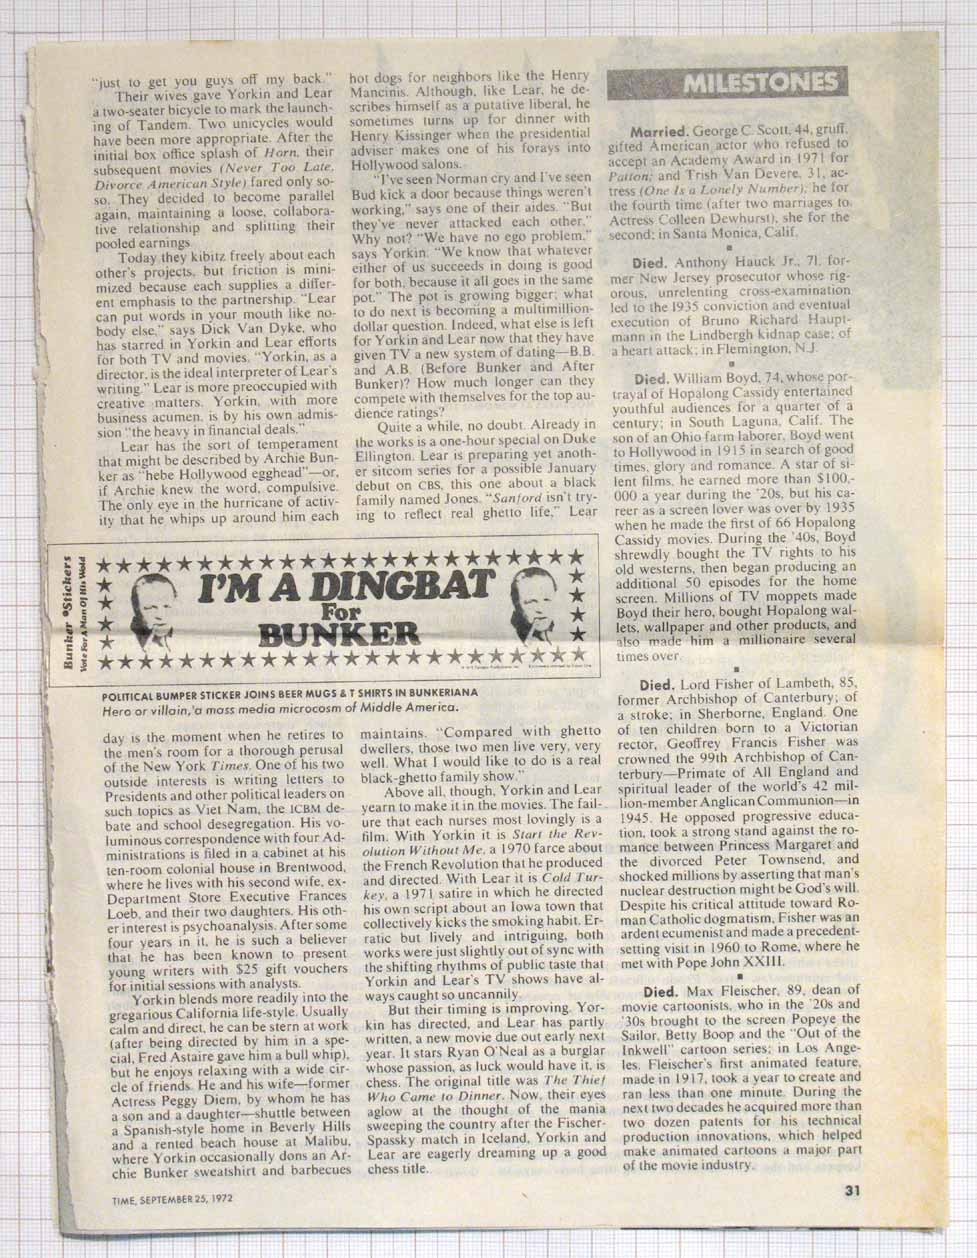 "just to get you guys off my back."
Their wives gave Yorkin and Lear
a two-seater bicycle to mark the launch-
ing of Tandem. Two unicycles would
have been more appropriate. After the
initial box office splash of Horn, their
subsequent movies (Never Too Late,
Divorce American Style) fared only so-
so. They decided to become parallel
again, maintaining a loose, collabora-
tive relationship and splitting their
pooled earnings.
Today they kibitz freely about each
other's projects, but friction is mini-
mized because each supplies a differ-
ent emphasis to the partnership. "Lear
can put words in your mouth like no-
body else," says Dick Van Dyke, who
has starred in Yorkin and Lear efforts
for both TV and movies. "Yorkin, as a
director, is the ideal interpreter of Lear's
writing." Lear is more preoccupied with
creative matters. Yorkin, with more
business acumen, is by his own admis-
sion "the heavy in financial deals."
Lear has the sort of temperament
that might be described by Archie Bun-
ker as "hebe Hollywood egghead"—or,
if Archie knew the word, compulsive.
The only eye in the hurricane of activ-
ity that he whips up around him each
hot dogs for neighbors like the Henry
Mancinis. Although, like Lear, he de-
scribes himself as a putative liberal, he
sometimes turns up for dinner with
Henry Kissinger when the presidential
adviser makes one of his forays into
Hollywood salons.
"I've seen Norman cry and I've seen
Bud kick a door because things weren't
working," says one of their aides. "But
they've never attacked each other."
Why not? "We have no ego problem,"
says Yorkin. "We know that whatever
either of us succeeds in doing is good
for both, because it all goes in the same
pot." The pot is growing bigger; what
to do next is becoming a multimillion-
dollar question. Indeed, what else is left
for Yorkin and Lear now that they have
given TV a new system of dating—B.B.
and A.B. (Before Bunker and After
Bunker)? How much longer can they
compete with themselves for the top au-
dience ratings?
Quite a while, no doubt. Already in
the works is a one-hour special on Duke
Ellington. Lear is preparing yet anoth-
er sitcom series for a possible January
debut on CBS, this one about a black
family named Jones. "Sanford isn't try-
ing to reflect real ghetto life," Lear
Bunker *Stickers
Vote For A Man Of His Word
I'M A DINGBAT
For
BUNKER
POLITICAL BUMPER STICKER JOINS BEER MUGS & T SHIRTS IN BUNKERIANA
Hero or villain, a mass media microcosm of Middle America.
day is the moment when he retires to
the men's room for a thorough perusal
of the New York Times. One of his two
outside interests is writing letters to
Presidents and other political leaders on
such topics as Viet Nam, the ICBM de-
bate and school desegregation. His vo-
luminous correspondence with four Ad-
ministrations is filed in a cabinet at his
ten-room colonial house in Brentwood,
where he lives with his second wife, ex-
Department Store Executive Frances
Loeb, and their two daughters. His oth-
er interest is psychoanalysis. After some
four years in it, he is such a believer
that he has been known to present
young writers with $25 gift vouchers
for initial sessions with analysts.
Yorkin blends more readily into the
gregarious California life-style. Usually
calm and direct, he can be stern at work
(after being directed by him in a spe-
cial, Fred Astaire gave him a bull whip),
but he enjoys relaxing with a wide cir-
cle of friends. He and his wife—former
Actress Peggy Diem, by whom he has
a son and a daughter—shuttle between
a Spanish-style home in Beverly Hills
and a rented beach house at Malibu,
where Yorkin occasionally dons an Ar-
chie Bunker sweatshirt and barbecues
maintains. "Compared with ghetto
dwellers, those two men live very, very
well. What I would like to do is a real
black-ghetto family show."
Above all, though, Yorkin and Lear
yearn to make it in the movies. The fail-
ure that each nurses most lovingly is a
film. With Yorkin it is Start the Rev-
olution Without Me, a 1970 farce about
the French Revolution that he produced
and directed. With Lear it is Cold Tur-
key, a 1971 satire in which he directed
his own script about an Iowa town that
collectively kicks the smoking habit. Er-
ratic but lively and intriguing, both
works were just slightly out of sync with
the shifting rhythms of public taste that
Yorkin and Lear's TV shows have al-
ways caught so uncannily.
But their timing is improving. Yor-
kin has directed, and Lear has partly
written, a new movie due out early next
year. It stars Ryan O'Neal as a burglar
whose passion, as luck would have it, is
chess. The original title was The Thief
Who Came to Dinner. Now, their eyes
aglow at the thought of the mania
sweeping the country after the Fischer-
Spassky match in Iceland, Yorkin and
Lear are eagerly dreaming up a good
chess title.
MILESTONES
Married. George C. Scott, 44, gruff,
gifted American actor who refused to
accept an Academy Award in 1971 for
Patton; and Trish Van Devere, 31, ac-
tress (One Is a Lonely Number); he for
the fourth time (after two marriages to
Actress Colleen Dewhurst), she for the
second; in Santa Monica, Calif.
Died. Anthony Hauck Jr., 71, for-
mer New Jersey prosecutor whose rig-
orous, unrelenting cross-examination
led to the 1935 conviction and eventual
execution of Bruno Richard Haupt-
mann in the Lindbergh kidnap case; of
a heart attack; in Flemington, N.J.
Died. William Boyd, 74, whose por-
trayal of Hopalong Cassidy entertained
youthful audiences for a quarter of a
century; in South Laguna, Calif. The
son of an Ohio farm laborer, Boyd went
to Hollywood in 1915 in search of good
times, glory and romance. A star of si-
lent films, he earned more than $100,-
000 a year during the '20s, but his ca-
reer as a screen lover was over by 1935
when he made the first of 66 Hopalong
Cassidy movies. During the '40s, Boyd
shrewdly bought the TV rights to his
old westerns, then began producing an
additional 50 episodes for the home
screen. Millions of TV moppets made
Boyd their hero, bought Hopalong wal-
lets, wallpaper and other products, and
also made him a millionaire several
times over.
Died. Lord Fisher of Lambeth, 85,
former Archbishop of Canterbury; of
a stroke; in Sherborne, England. One
of ten children born to a Victorian
rector, Geoffrey Francis Fisher was
crowned the 99th Archbishop of Can-
terbury—Primate of All England and
spiritual leader of the world's 42 mil-
lion-member Anglican Communion—in
1945. He opposed progressive educa-
tion, took a strong stand against the ro-
mance between Princess Margaret and
the divorced Peter Townsend, and
shocked millions by asserting that man's
nuclear destruction might be God's will.
Despite his critical attitude toward Ro-
man Catholic dogmatism, Fisher was an
ardent ecumenist and made a precedent-
setting visit in 1960 to Rome, where he
met with Pope John XXIII.
Died. Max Fleischer, 89, dean of
movie cartoonists, who in the '20s and
'30s brought to the screen Popeye the
Sailor, Betty Boop and the "Out of the
Inkwell" cartoon series; in Los Ange-
les. Fleischer's first animated feature,
made in 1917, took a year to create and
ran less than one minute. During the
next two decades he acquired more than
two dozen patents for his technical
production innovations, which helped
make animated cartoons a major part
of the movie industry.
TIME, SEPTEMBER 25, 1972
31